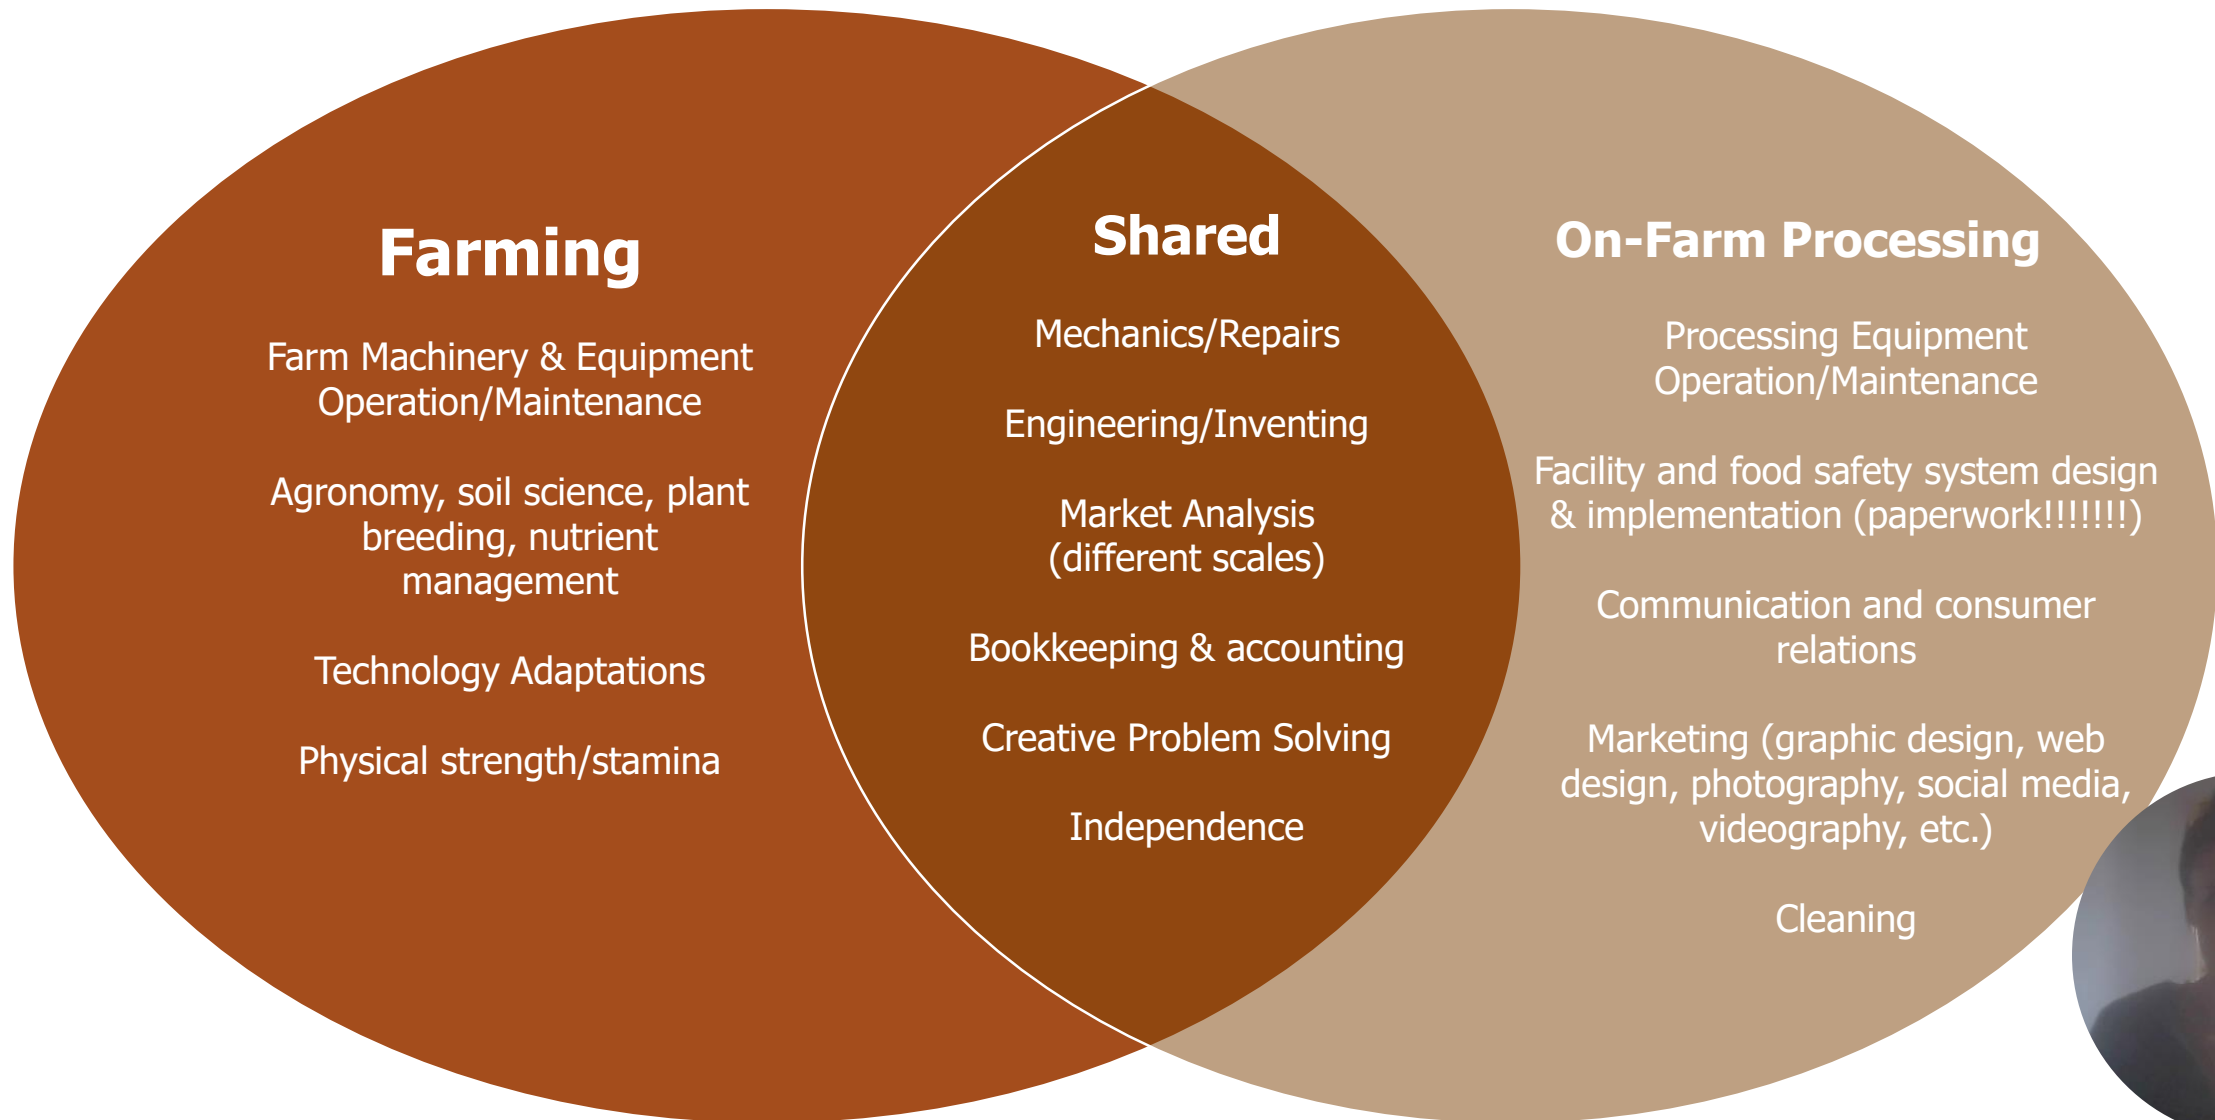 Farming
Farm Machinery & Equipment
Operation/Maintenance
Agronomy, soil science, plant
breeding, nutrient
management
Technology Adaptations
Physical strength/stamina
Shared
Mechanics/Repairs
Engineering/Inventing
Market Analysis
(different scales)
Bookkeeping & accounting
Creative Problem Solving
Independence
On-Farm Processing
Processing Equipment
Operation/Maintenance
Facility and food safety system design
& implementation (paperwork!!!!!!!)
Communication and consumer
relations
Marketing (graphic design, web
design, photography, social media,
videography, etc.)
Cleaning